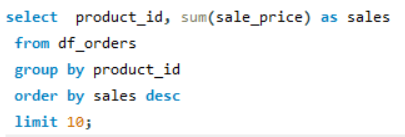 select  product_id, sum(sale_price) as sales
from df_orders
group by product_id
order by sales desc
limit 10;